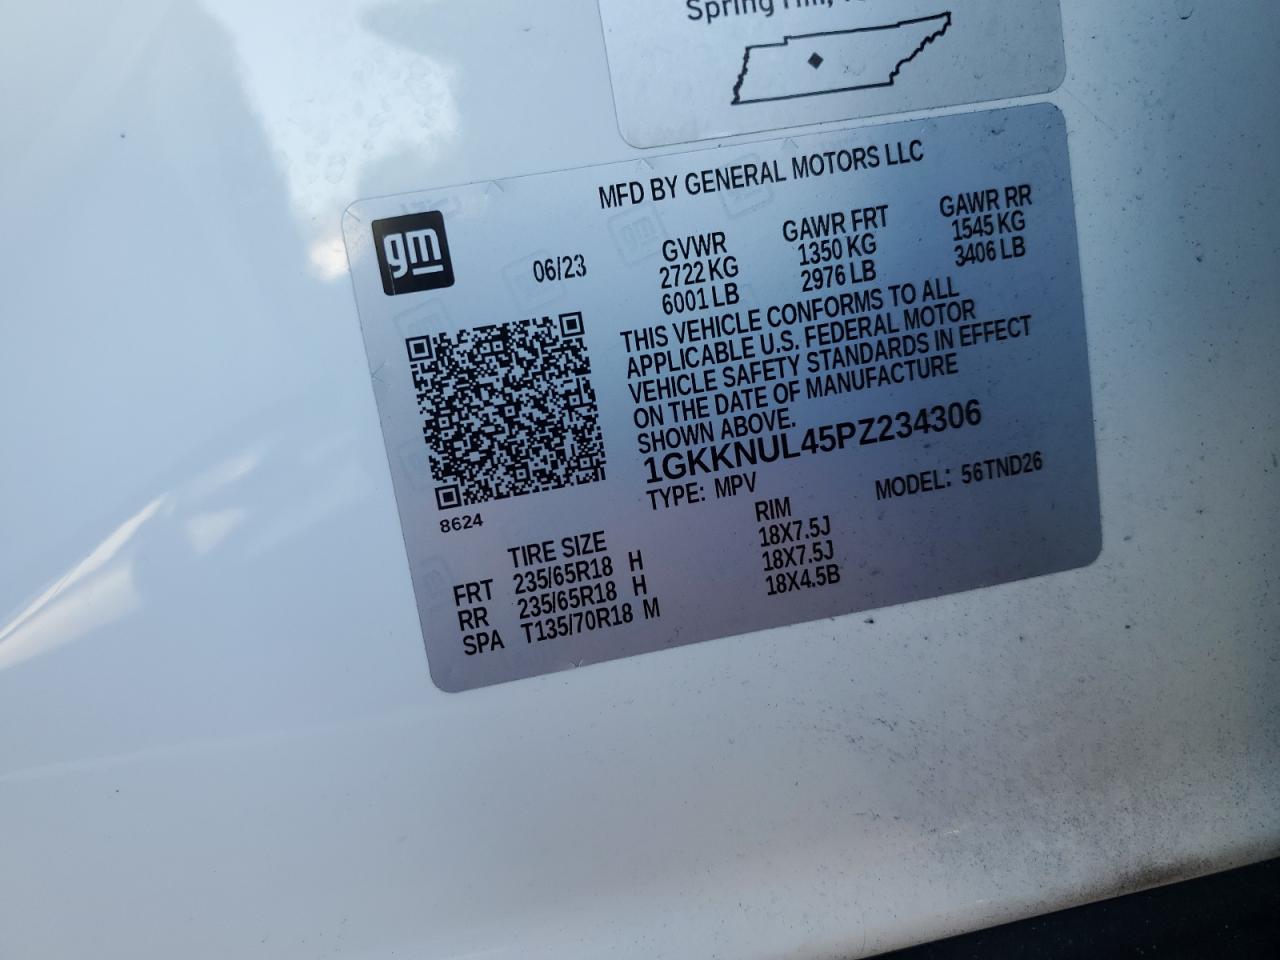 Spring Hill,
MFD BY GENERAL MOTORS LLC
gm
06/23
GVWR GAWR FRT GAWR RR
2722 KG 1350 KG 1545 KG
6001 LB 2976 LB 3406 LB
THIS VEHICLE CONFORMS TO ALL
APPLICABLE U.S. FEDERAL MOTOR
VEHICLE SAFETY STANDARDS IN EFFECT
ON THE DATE OF MANUFACTURE
SHOWN ABOVE.
1GKKNUL45PZ234306
TYPE: MPV MODEL: 56TND26
8624
TIRE SIZE RIM
FRT 235/65R18 H 18X7.5J
RR 235/65R18 H 18X7.5J
SPA T135/70R18 M 18X4.5B